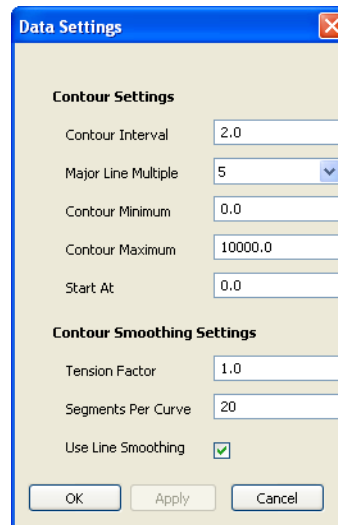 Data Settings
Contour Settings
Contour Interval 2.0
Major Line Multiple 5
Contour Minimum 0.0
Contour Maximum 10000.0
Start At 0.0
Contour Smoothing Settings
Tension Factor 1.0
Segments Per Curve 20
Use Line Smoothing
OK Apply Cancel